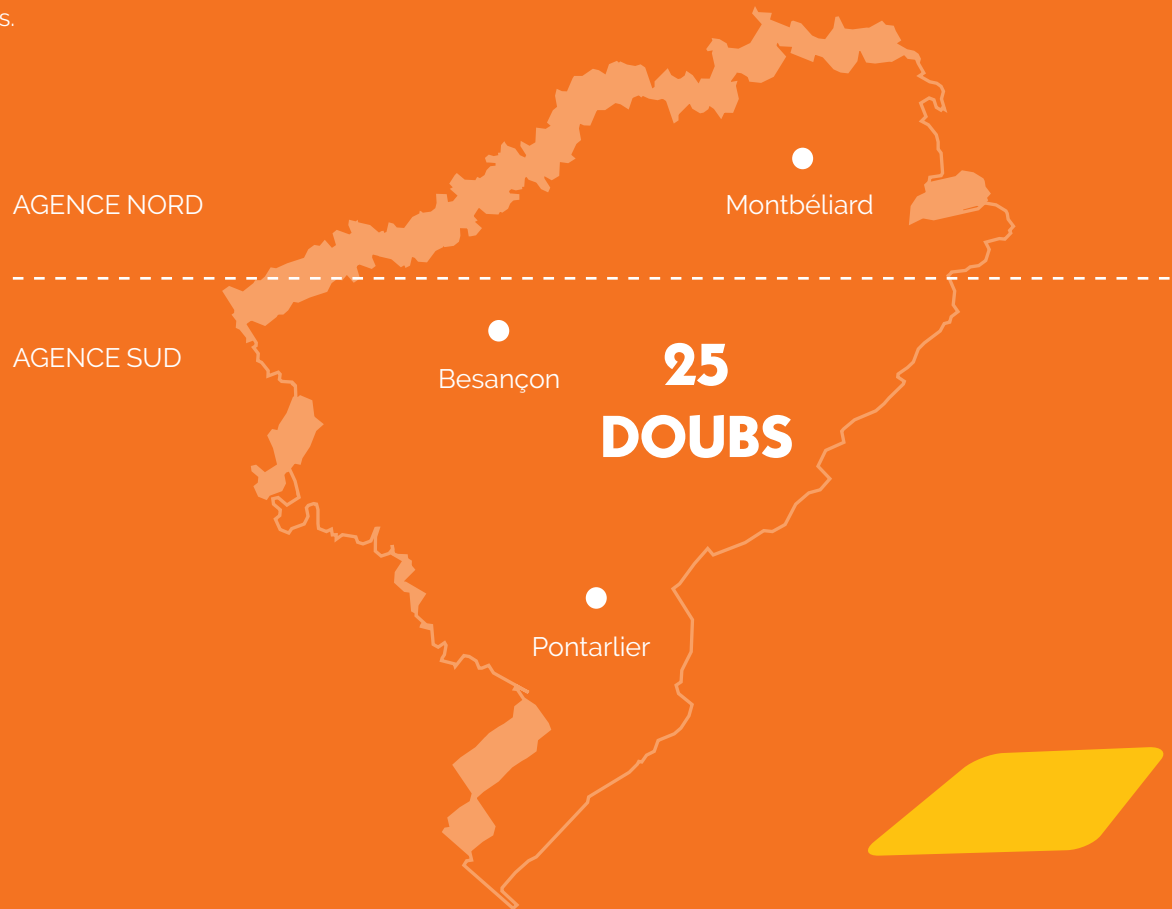 s.
AGENCE NORD
Montbéliard
AGENCE SUD
Besançon
25
DOUBS
Pontarlier